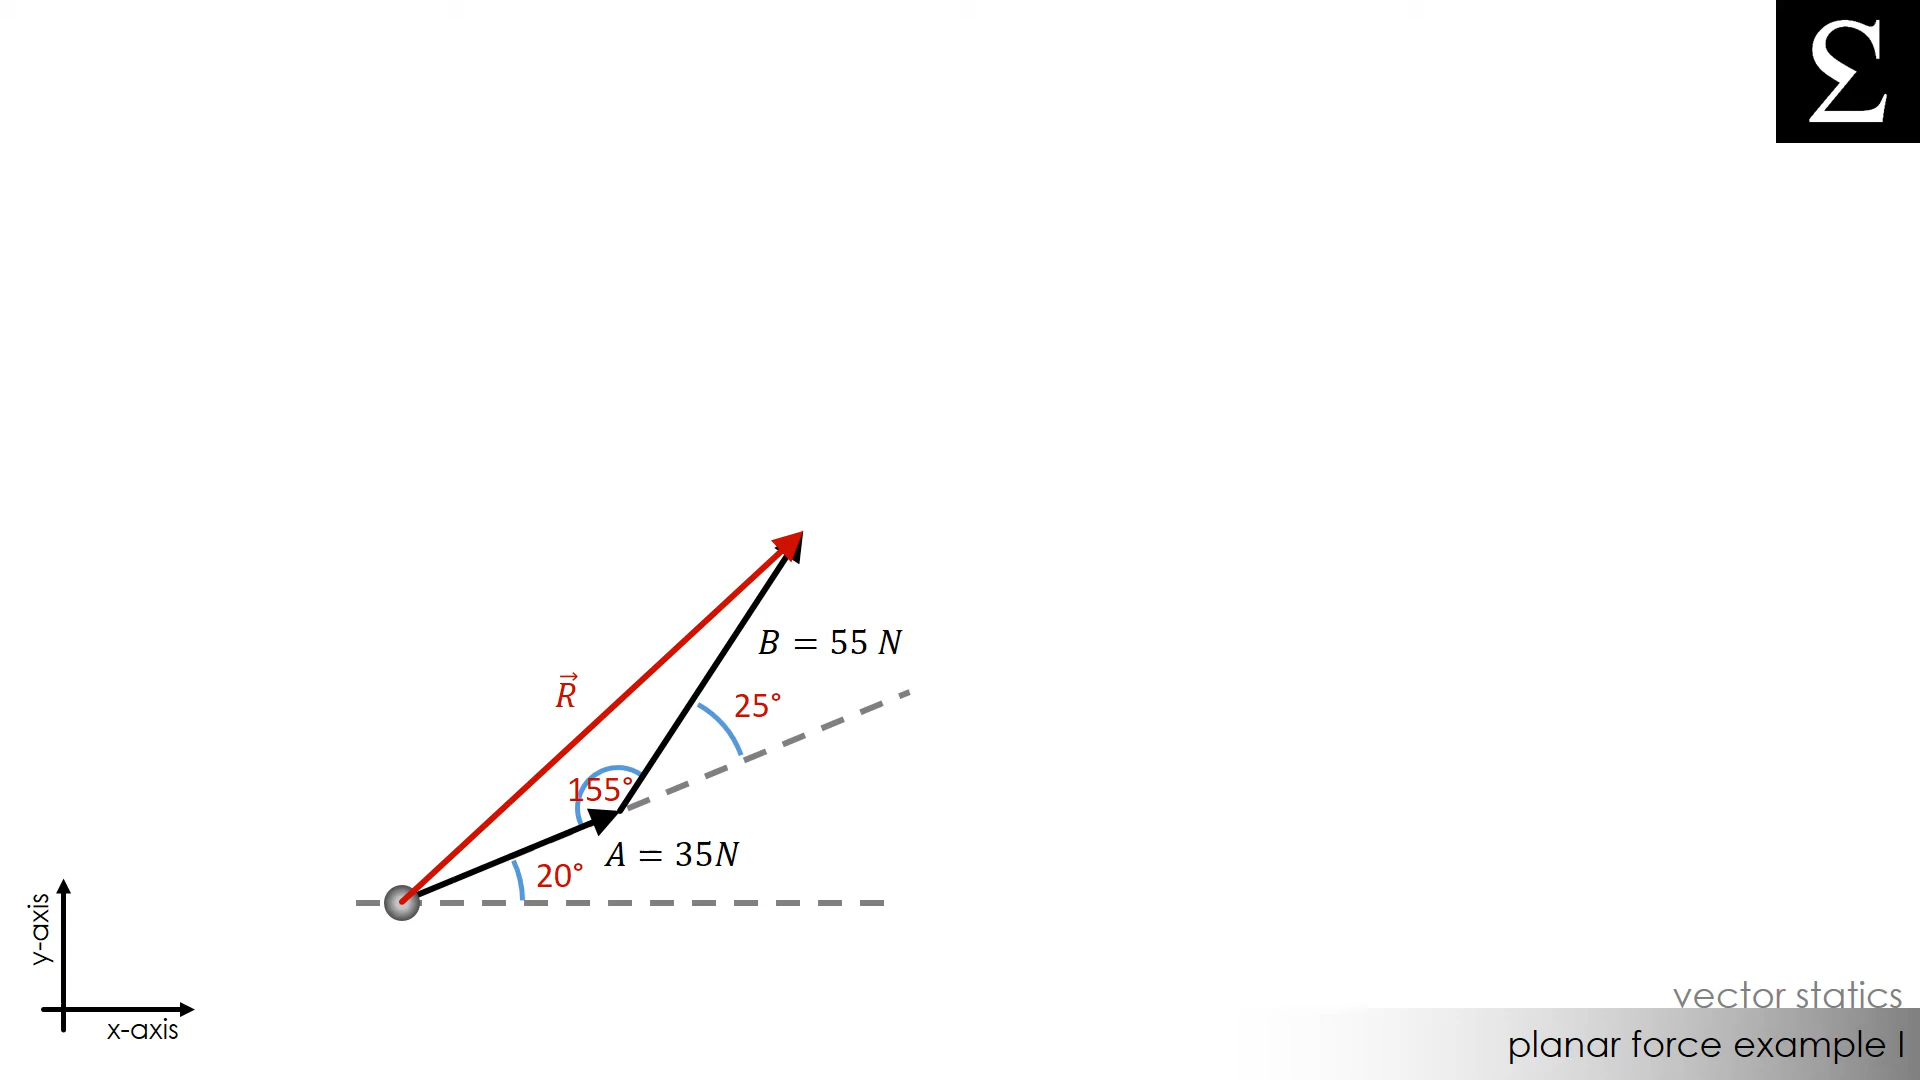 Σ
B = 55 N
R⃗
25°
155°
A = 35N
20°
y-axis
x-axis
vector statics
planar force example I